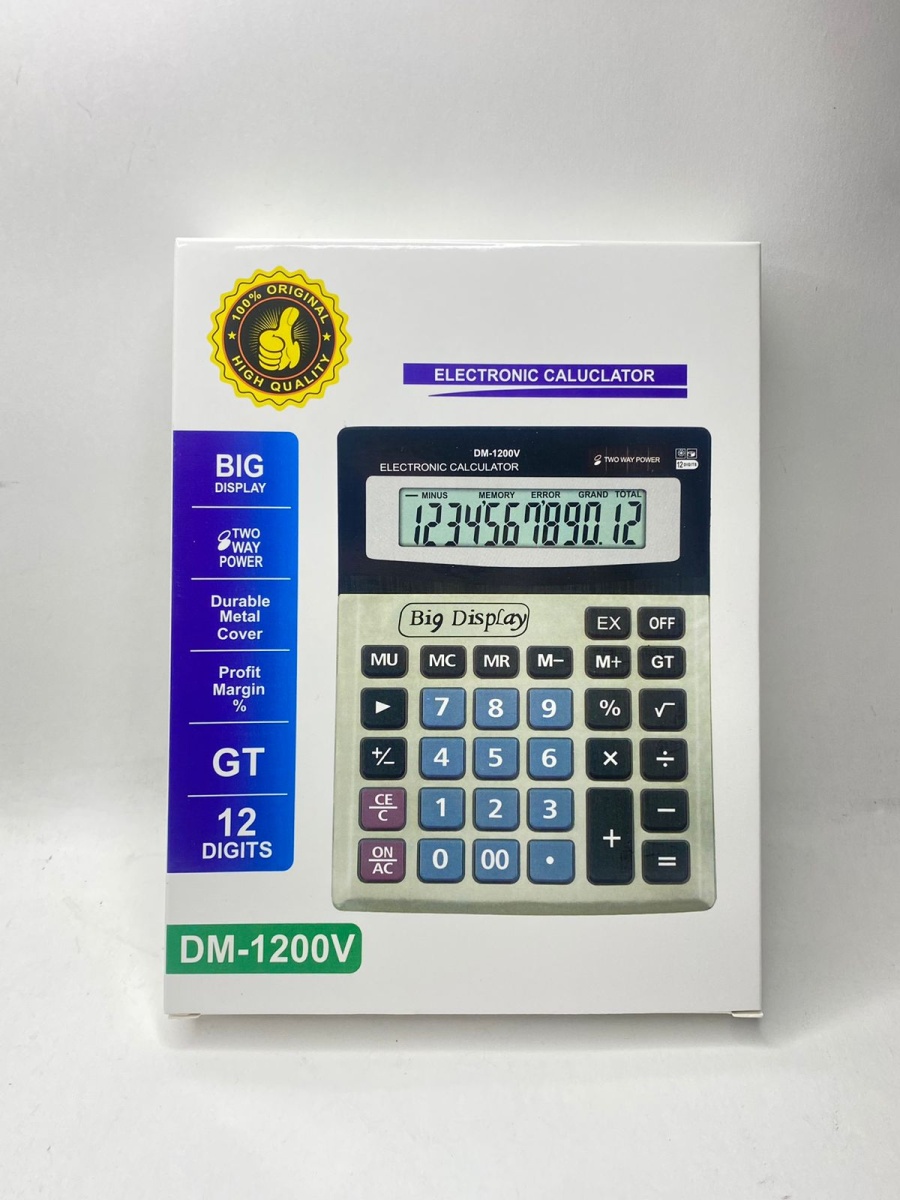 100% ORIGINAL
HIGH QUALITY
ELECTRONIC CALUCLATOR
BIG
DISPLAY
TWO
WAY
POWER
Durable
Metal
Cover
Profit
Margin
%
GT
12
DIGITS
DM-1200V
DM-1200V
ELECTRONIC CALCULATOR
TWO WAY POWER
12 DIGITS
MINUS MEMORY ERROR GRAND TOTAL
1234'567'890.12
Big Display
EX OFF
MU MC MR M− M+ GT
► 7 8 9 % √
+/− 4 5 6 × ÷
CE/C 1 2 3 + −
ON/AC 0 00 • =